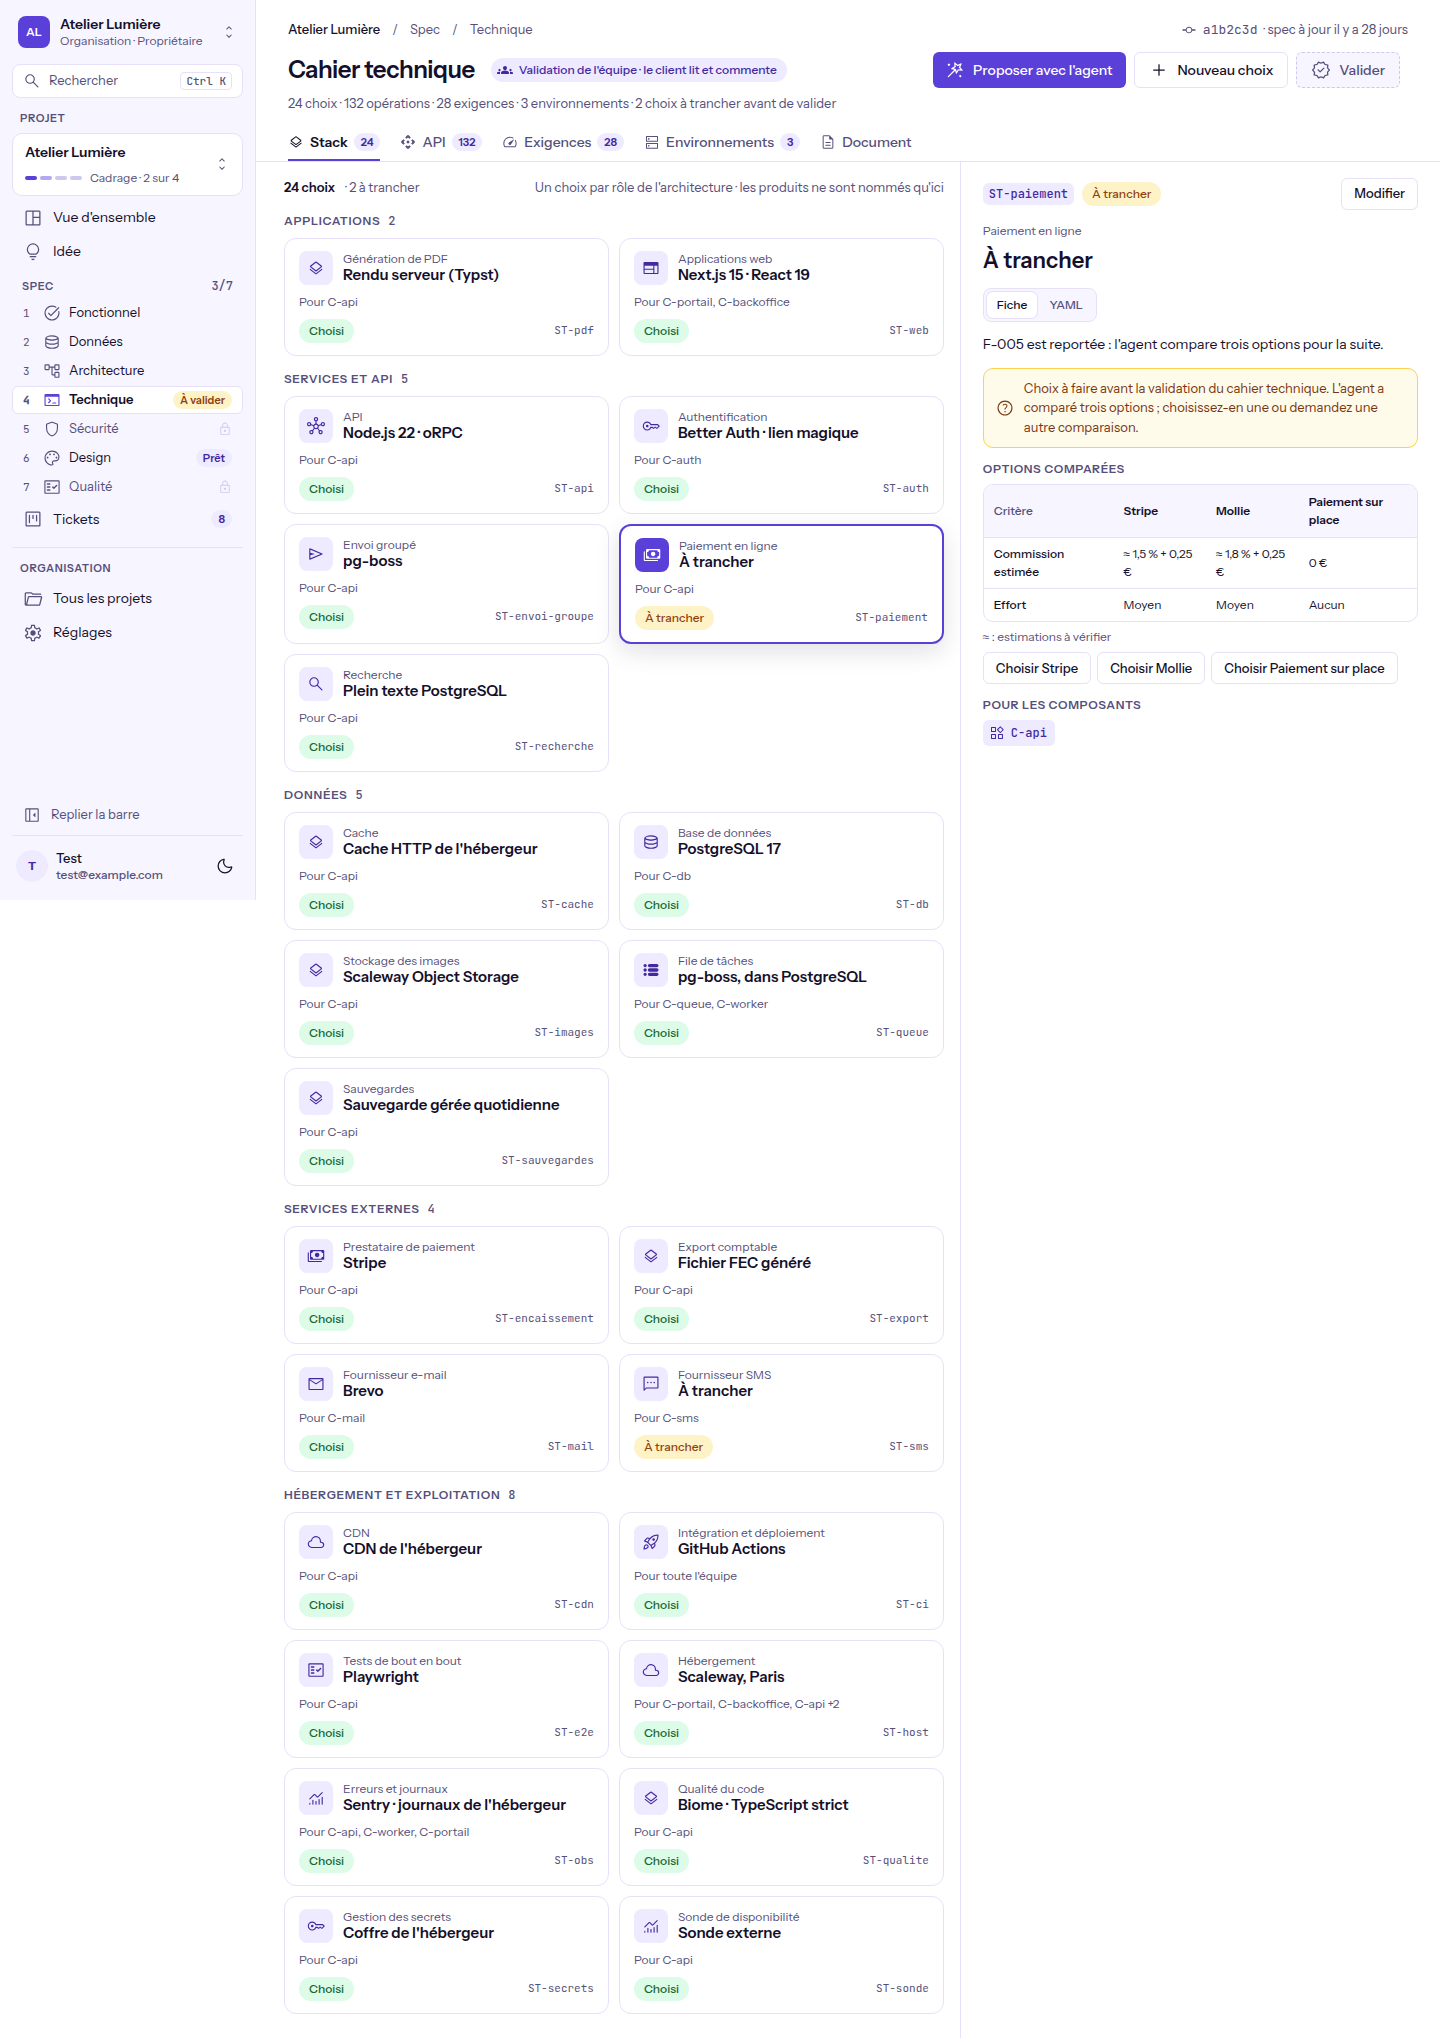 AL
Atelier Lumière
Organisation · Propriétaire
Rechercher
Ctrl K
PROJET
Atelier Lumière
Cadrage · 2 sur 4
Vue d'ensemble
Idée
SPEC
3/7
1 Fonctionnel
2 Données
3 Architecture
4 Technique
À valider
5 Sécurité
6 Design
Prêt
7 Qualité
Tickets
8
ORGANISATION
Tous les projets
Réglages
Replier la barre
T
Test
test@example.com
Atelier Lumière / Spec / Technique
a1b2c3d · spec à jour il y a 28 jours
Cahier technique
Validation de l'équipe · le client lit et commente
Proposer avec l'agent
Nouveau choix
Valider
24 choix · 132 opérations · 28 exigences · 3 environnements · 2 choix à trancher avant de valider
Stack 24
API 132
Exigences 28
Environnements 3
Document
24 choix · 2 à trancher
Un choix par rôle de l'architecture · les produits ne sont nommés qu'ici
APPLICATIONS 2
Génération de PDF
Rendu serveur (Typst)
Pour C-api
Choisi
ST-pdf
Applications web
Next.js 15 · React 19
Pour C-portail, C-backoffice
Choisi
ST-web
SERVICES ET API 5
API
Node.js 22 · oRPC
Pour C-api
Choisi
ST-api
Authentification
Better Auth · lien magique
Pour C-auth
Choisi
ST-auth
Envoi groupé
pg-boss
Pour C-api
Choisi
ST-envoi-groupe
Paiement en ligne
À trancher
Pour C-api
À trancher
ST-paiement
Recherche
Plein texte PostgreSQL
Pour C-api
Choisi
ST-recherche
DONNÉES 5
Cache
Cache HTTP de l'hébergeur
Pour C-api
Choisi
ST-cache
Base de données
PostgreSQL 17
Pour C-db
Choisi
ST-db
Stockage des images
Scaleway Object Storage
Pour C-api
Choisi
ST-images
File de tâches
pg-boss, dans PostgreSQL
Pour C-queue, C-worker
Choisi
ST-queue
Sauvegardes
Sauvegarde gérée quotidienne
Pour C-api
Choisi
ST-sauvegardes
SERVICES EXTERNES 4
Prestataire de paiement
Stripe
Pour C-api
Choisi
ST-encaissement
Export comptable
Fichier FEC généré
Pour C-api
Choisi
ST-export
Fournisseur e-mail
Brevo
Pour C-mail
Choisi
ST-mail
Fournisseur SMS
À trancher
Pour C-sms
À trancher
ST-sms
HÉBERGEMENT ET EXPLOITATION 8
CDN
CDN de l'hébergeur
Pour C-api
Choisi
ST-cdn
Intégration et déploiement
GitHub Actions
Pour toute l'équipe
Choisi
ST-ci
Tests de bout en bout
Playwright
Pour C-api
Choisi
ST-e2e
Hébergement
Scaleway, Paris
Pour C-portail, C-backoffice, C-api +2
Choisi
ST-host
Erreurs et journaux
Sentry · journaux de l'hébergeur
Pour C-api, C-worker, C-portail
Choisi
ST-obs
Qualité du code
Biome · TypeScript strict
Pour C-api
Choisi
ST-qualite
Gestion des secrets
Coffre de l'hébergeur
Pour C-api
Choisi
ST-secrets
Sonde de disponibilité
Sonde externe
Pour C-api
Choisi
ST-sonde
ST-paiement
À trancher
Modifier
Paiement en ligne
À trancher
Fiche
YAML
F-005 est reportée : l'agent compare trois options pour la suite.
Choix à faire avant la validation du cahier technique. L'agent a
comparé trois options ; choisissez-en une ou demandez une
autre comparaison.
OPTIONS COMPARÉES
Critère
Stripe
Mollie
Paiement sur
place
Commission
estimée
≈ 1,5 % + 0,25
€
≈ 1,8 % + 0,25
€
0 €
Effort
Moyen
Moyen
Aucun
≈ : estimations à vérifier
Choisir Stripe
Choisir Mollie
Choisir Paiement sur place
POUR LES COMPOSANTS
C-api